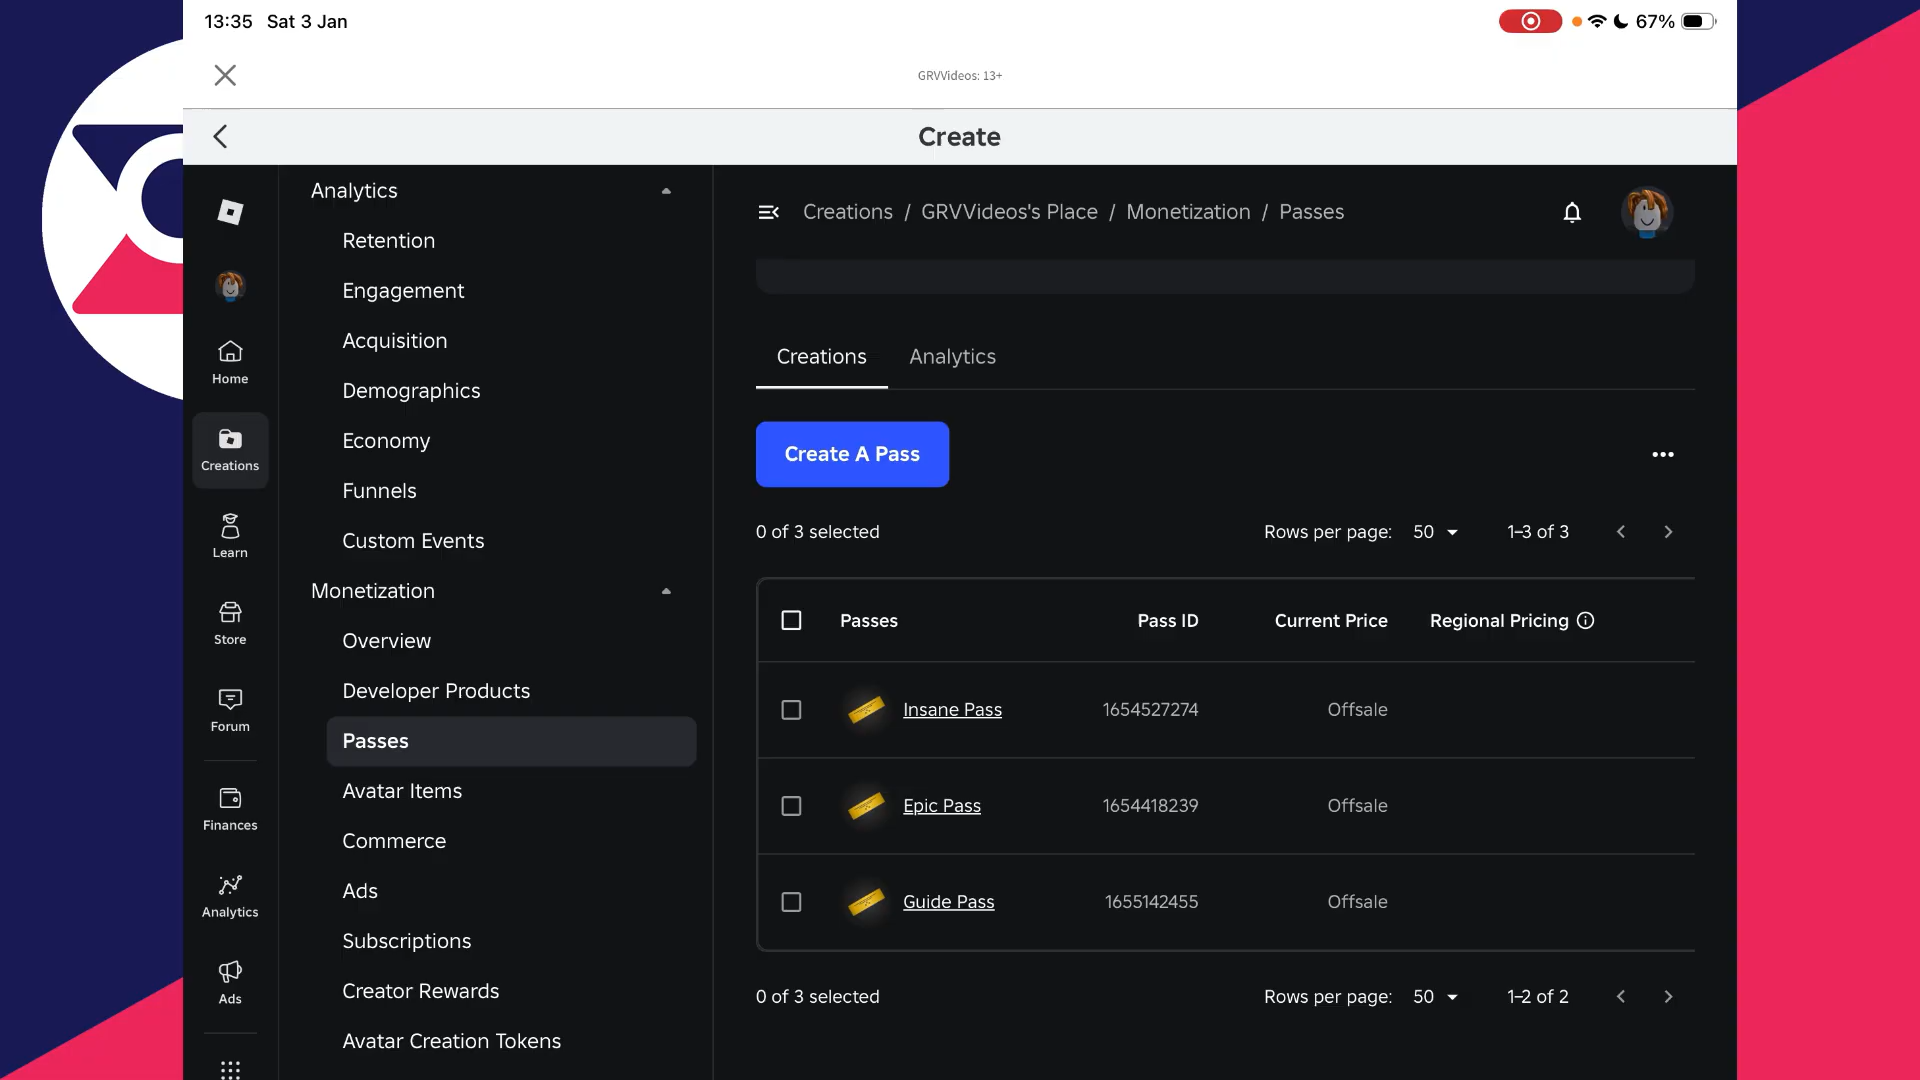 13:35 Sat 3 Jan
67%
GRVVideos: 13+
Create
Home
Creations
Learn
Store
Forum
Finances
Analytics
Ads
Analytics
Retention
Engagement
Acquisition
Demographics
Economy
Funnels
Custom Events
Monetization
Overview
Developer Products
Passes
Avatar Items
Commerce
Ads
Subscriptions
Creator Rewards
Avatar Creation Tokens
Creations / GRVVideos's Place / Monetization / Passes
Creations Analytics
Create A Pass
0 of 3 selected Rows per page: 50 1–3 of 3
Passes Pass ID Current Price Regional Pricing
Insane Pass 1654527274 Offsale
Epic Pass 1654418239 Offsale
Guide Pass 1655142455 Offsale
0 of 3 selected Rows per page: 50 1–2 of 2